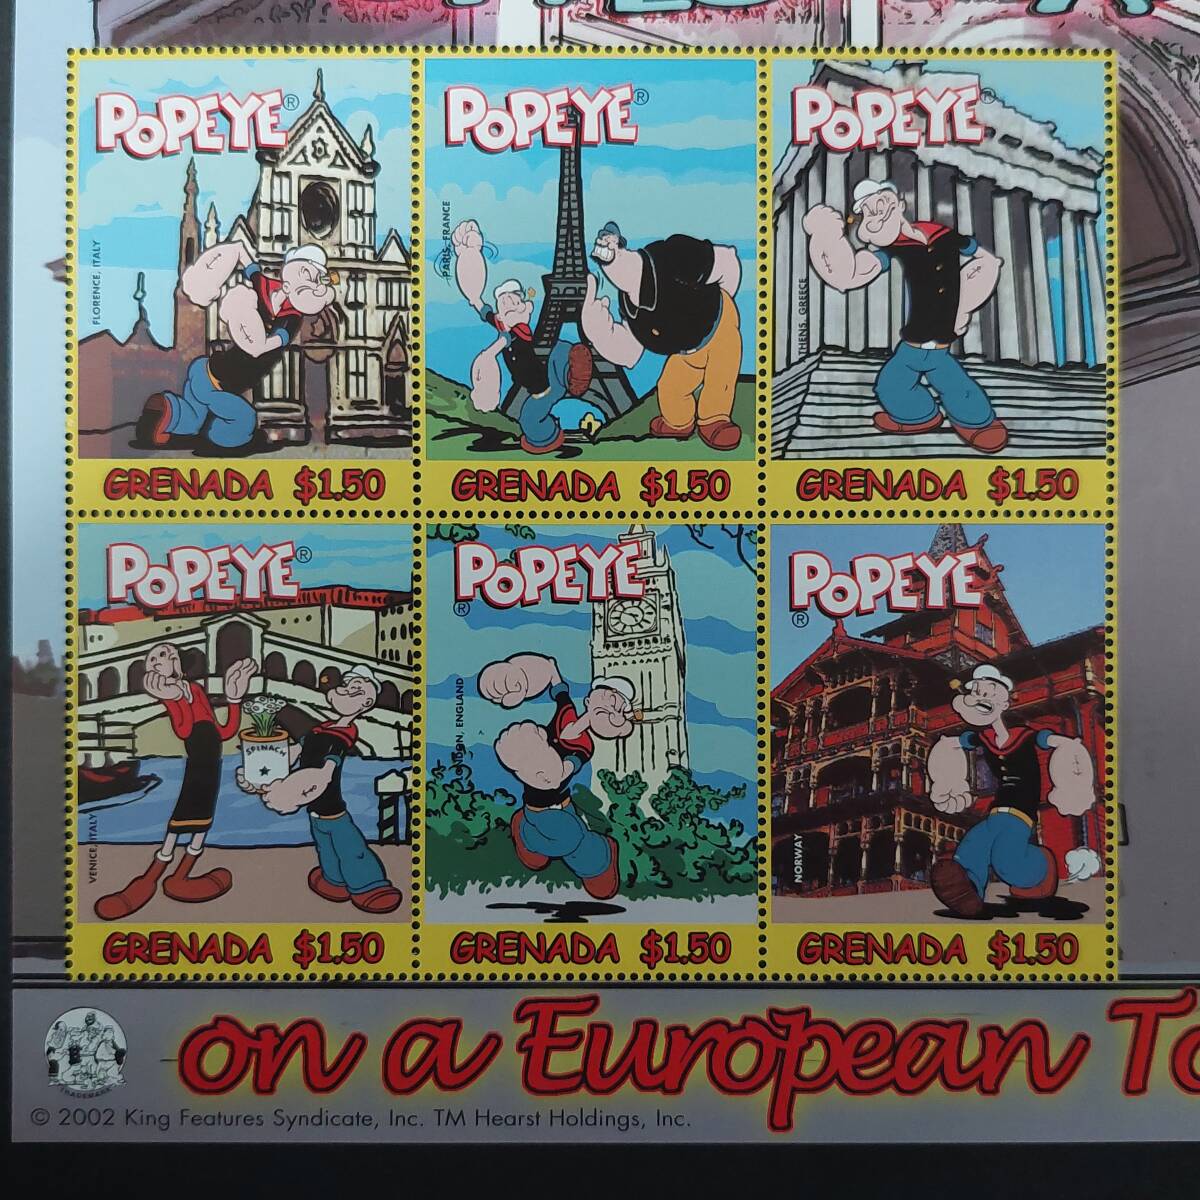 POPEYE®
FLORENCE, ITALY
GRENADA $1.50
POPEYE®
PARIS, FRANCE
GRENADA $1.50
POPEYE®
THENS, GREECE
GRENADA $1.50
POPEYE®
SPINACH
VENICE, ITALY
GRENADA $1.50
POPEYE
®
LONDON, ENGLAND
GRENADA $1.50
POPEYE
®
NORWAY
GRENADA $1.50
on a European To
TRADEMARK
© 2002 King Features Syndicate, Inc. TM Hearst Holdings, Inc.